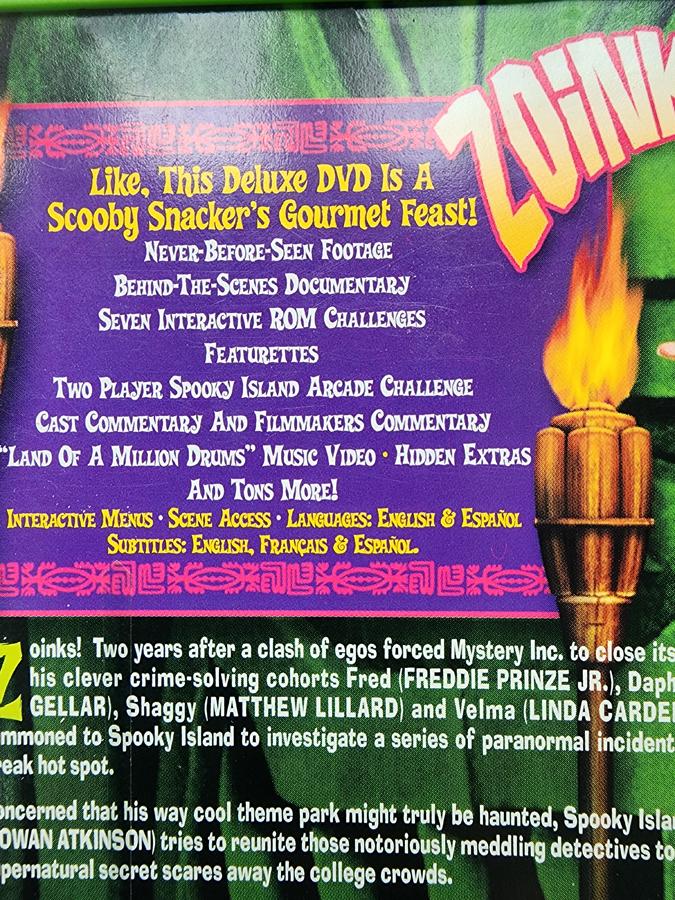 ZOINK
Like, This Deluxe DVD Is A
Scooby Snacker's Gourmet Feast!
Never-Before-Seen Footage
Behind-The-Scenes Documentary
Seven Interactive ROM Challenges
Featurettes
Two Player Spooky Island Arcade Challenge
Cast Commentary And Filmmakers Commentary
"Land Of A Million Drums" Music Video · Hidden Extras
And Tons More!
Interactive Menus · Scene Access · Languages: English & Español
Subtitles: English, Français & Español.
Zoinks! Two years after a clash of egos forced Mystery Inc. to close its
his clever crime-solving cohorts Fred (FREDDIE PRINZE JR.), Daph
GELLAR), Shaggy (MATTHEW LILLARD) and Velma (LINDA CARDE
mmoned to Spooky Island to investigate a series of paranormal incident
reak hot spot.
oncerned that his way cool theme park might truly be haunted, Spooky Isla
OWAN ATKINSON) tries to reunite those notoriously meddling detectives to
pernatural secret scares away the college crowds.